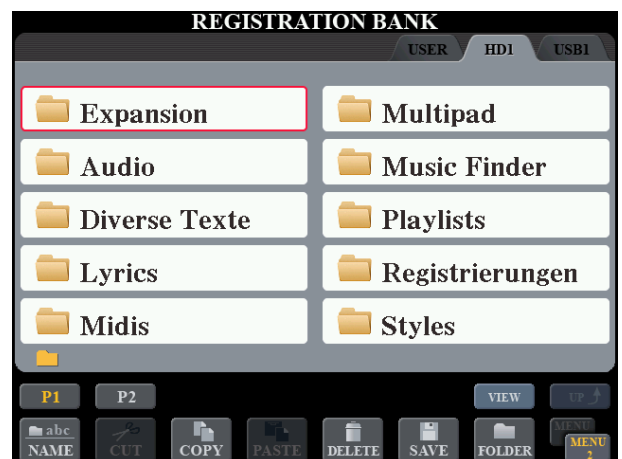 REGISTRATION BANK
USER HD1 USB1
Expansion Multipad
Audio Music Finder
Diverse Texte Playlists
Lyrics Registrierungen
Midis Styles
P1 P2 VIEW UP
abc MENU
NAME CUT COPY PASTE DELETE SAVE FOLDER MENU
2